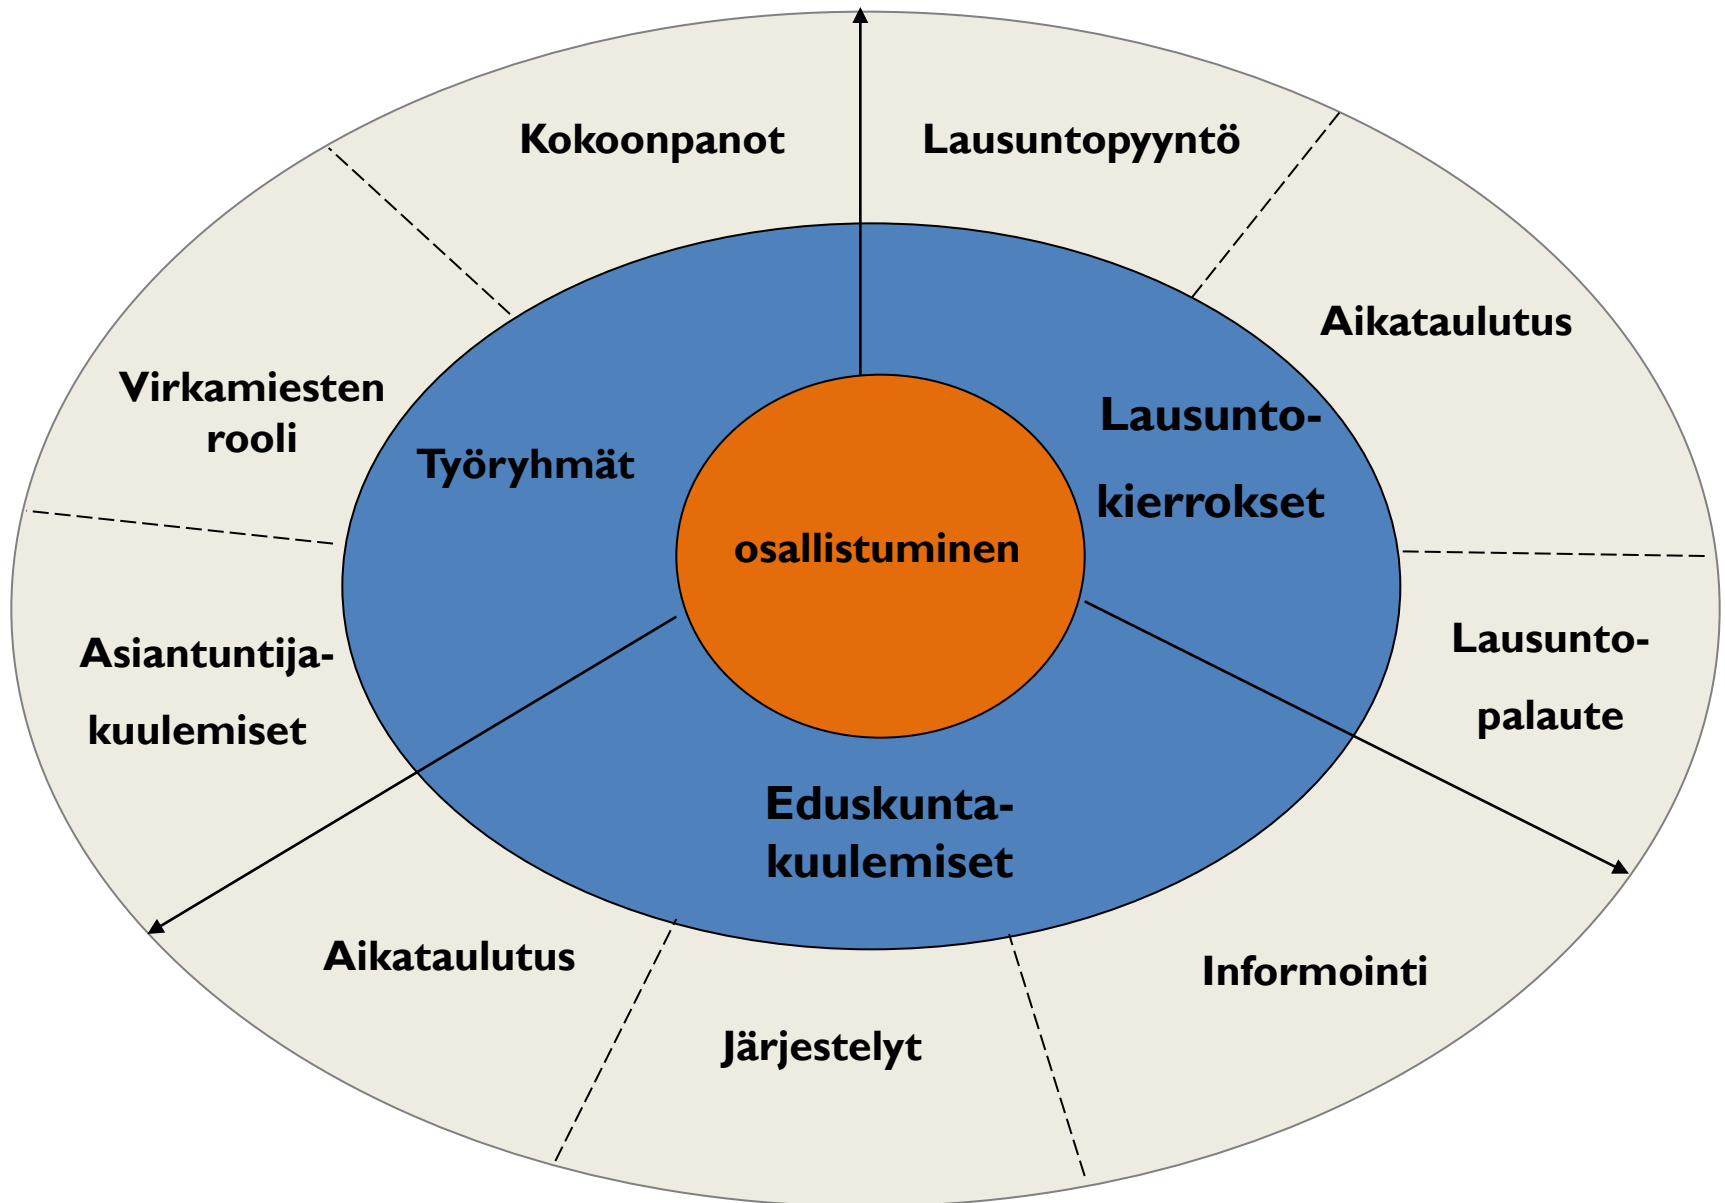 Kokoonpanot
Lausuntopyyntö
Aikataulutus
Virkamiesten
rooli
Työryhmät
Lausunto-
kierrokset
osallistuminen
Asiantuntija-
kuulemiset
Lausunto-
palaute
Eduskunta-
kuulemiset
Aikataulutus
Järjestelyt
Informointi